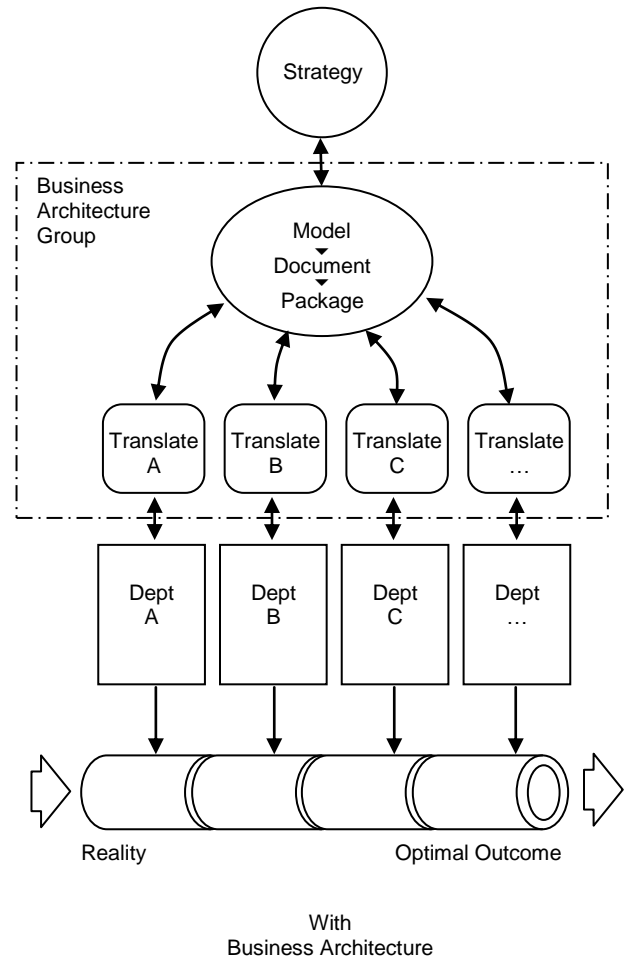 Strategy
Business
Architecture
Group
Model
Document
Package
Translate
A
Translate
B
Translate
C
Translate
…
Dept
A
Dept
B
Dept
C
Dept
…
Reality
Optimal Outcome
With
Business Architecture